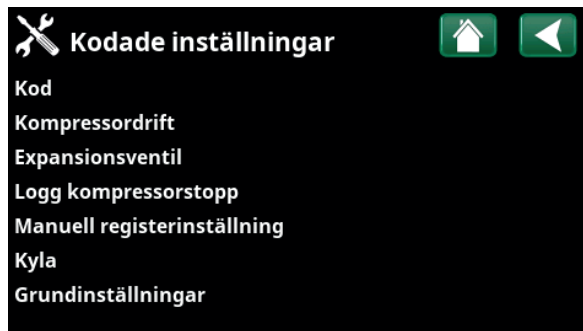 Kodade inställningar
Kod
Kompressordrift
Expansionsventil
Logg kompressorstopp
Manuell registerinställning
Kyla
Grundinställningar